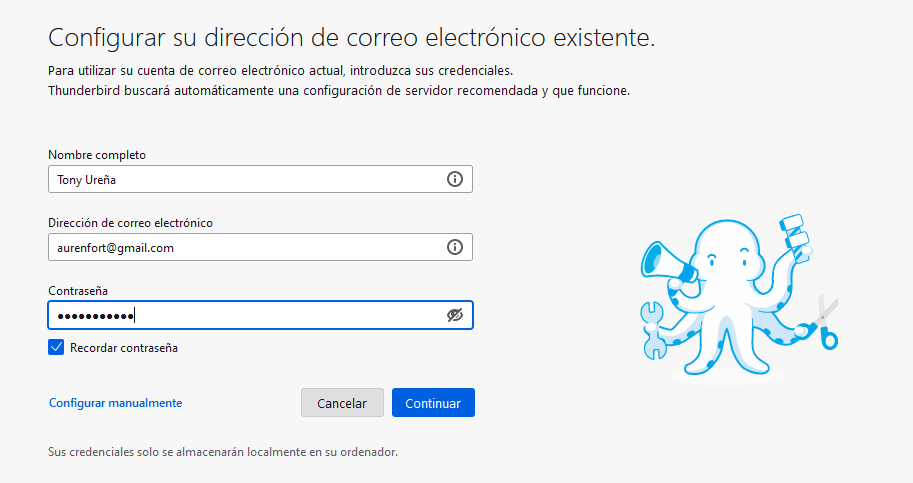 Configurar su dirección de correo electrónico existente.
Para utilizar su cuenta de correo electrónico actual, introduzca sus credenciales.
Thunderbird buscará automáticamente una configuración de servidor recomendada y que funcione.
Nombre completo
Tony Ureña
Dirección de correo electrónico
aurenfort@gmail.com
Contraseña
●●●●●●●●●●●
Recordar contraseña
Configurar manualmente
Cancelar
Continuar
Sus credenciales solo se almacenarán localmente en su ordenador.